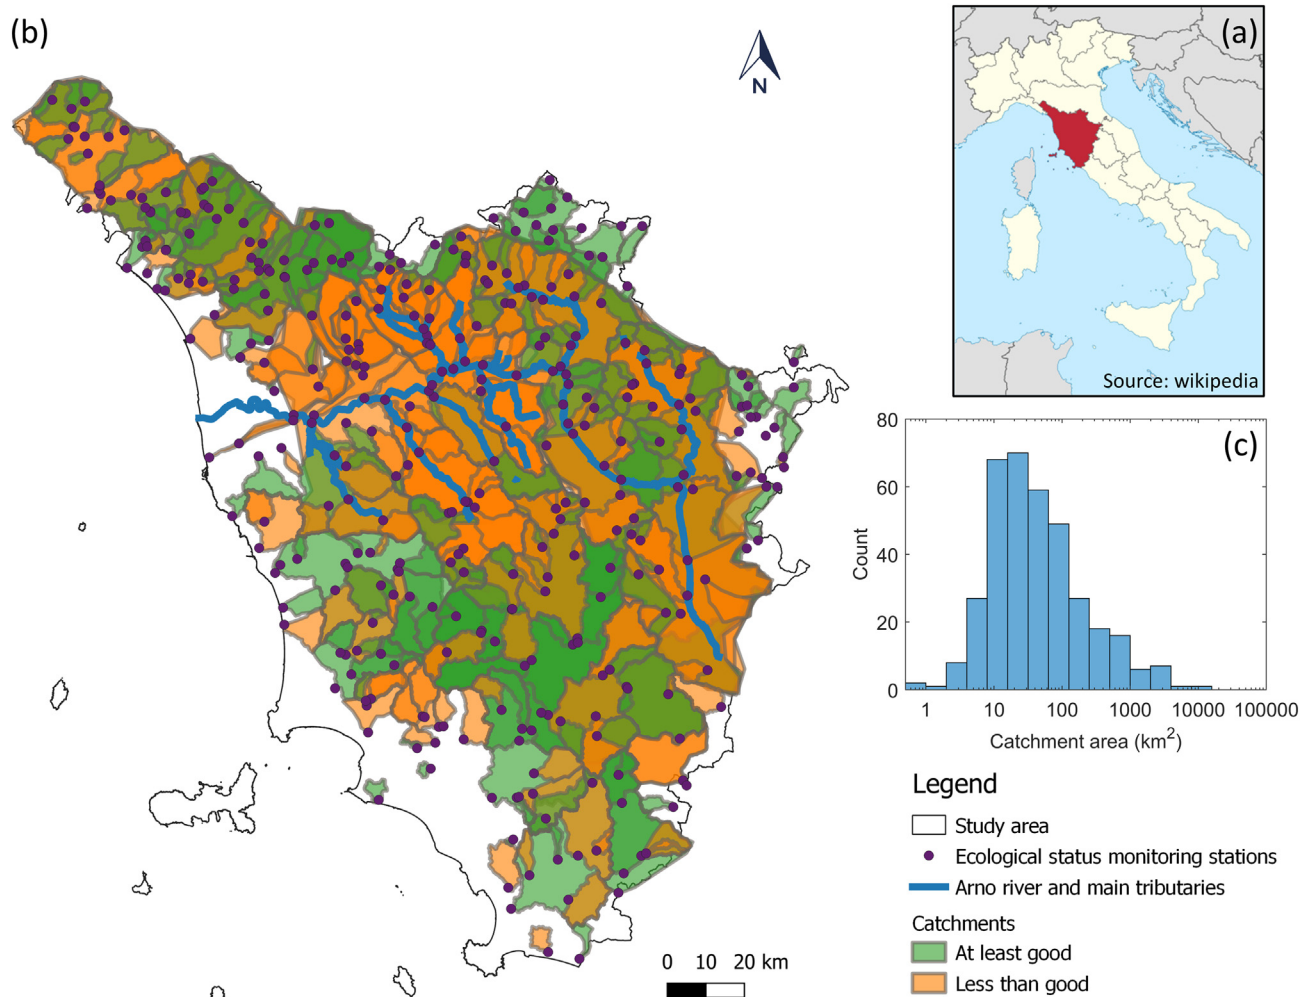 (b)
N
(a)
Source: wikipedia
(c)
80
60
40
20
0
Count
1 10 100 1000 10000 100000
Catchment area (km²)
Legend
Study area
Ecological status monitoring stations
Arno river and main tributaries
Catchments
At least good
Less than good
0 10 20 km